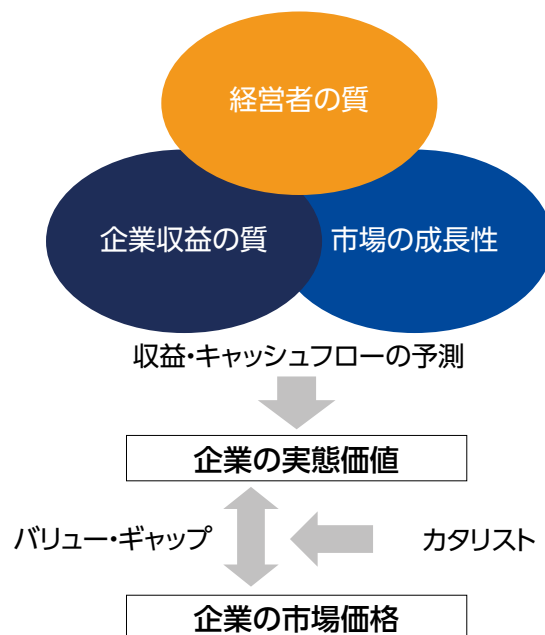 経営者の質
企業収益の質
市場の成長性
収益・キャッシュフローの予測
企業の実態価値
バリュー・ギャップ
カタリスト
企業の市場価格